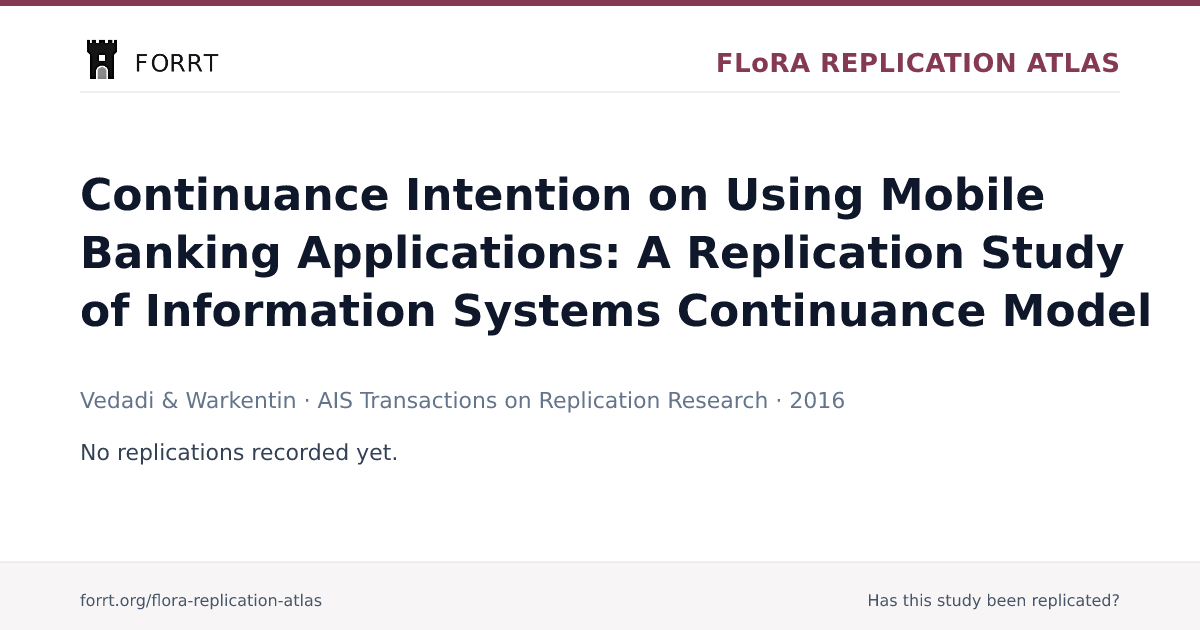 FORRT
FLoRA REPLICATION ATLAS
Continuance Intention on Using Mobile
Banking Applications: A Replication Study
of Information Systems Continuance Model
Vedadi & Warkentin · AIS Transactions on Replication Research · 2016
No replications recorded yet.
forrt.org/flora-replication-atlas
Has this study been replicated?